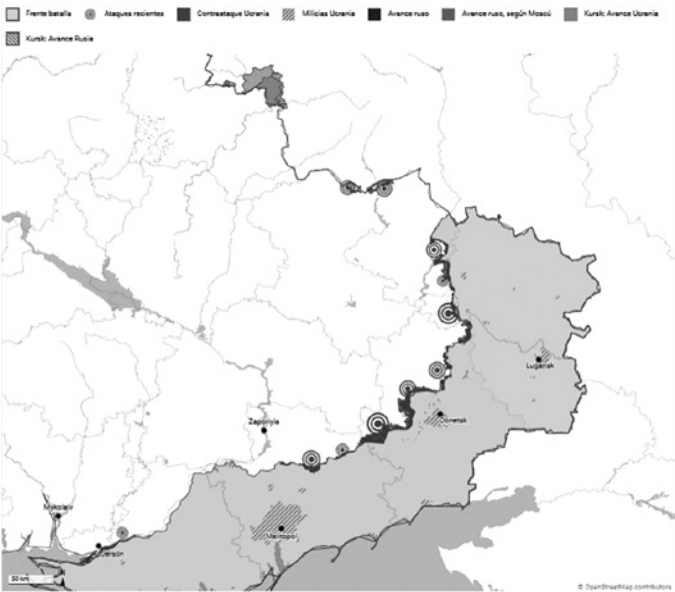 Frente batalla Ataques recientes Contraataque Ucrania Milicias Ucrania Avance ruso Avance ruso, según Moscú Kursk: Avance Ucrania
Kursk: Avance Rusia
Lugansk
Donetsk
Zaporiyia
Mykolaiv
Jersón
Melitopol
50 km
© OpenStreetMap contributors